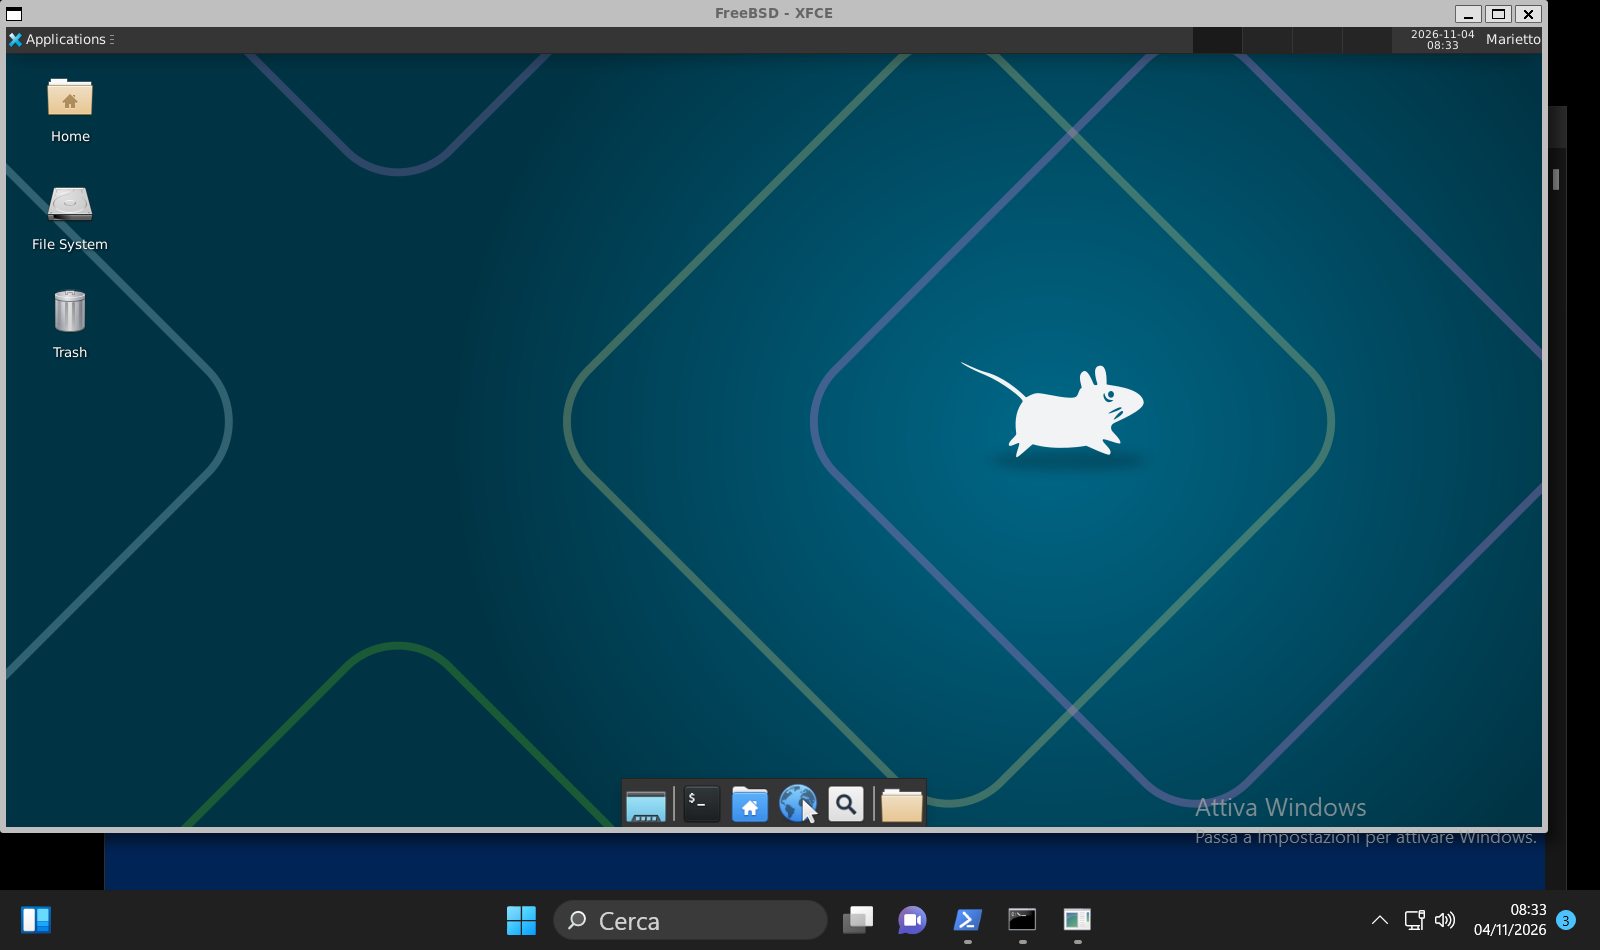 FreeBSD - XFCE
Applications
2026-11-04
08:33
Marietto
Home
File System
Trash
$_
Attiva Windows
Passa a Impostazioni per attivare Windows.
Cerca
08:33
04/11/2026
3